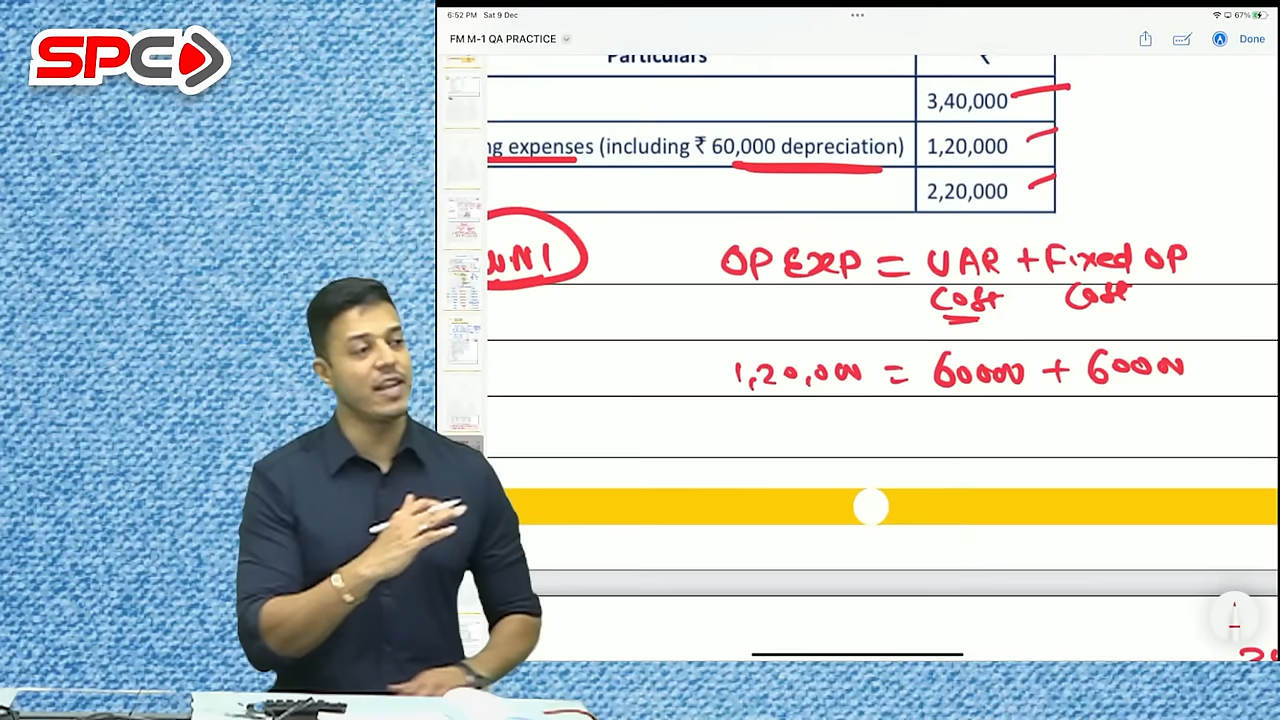 SPC
6:52 PM Sat 9 Dec
67%
FM M-1 QA PRACTICE
Done
Particulars ₹
3,40,000
ng expenses (including ₹ 60,000 depreciation) 1,20,000
2,20,000
WN1
OP EXP = VAR + Fixed OP
Cost Cost
1,20,000 = 60000 + 60000